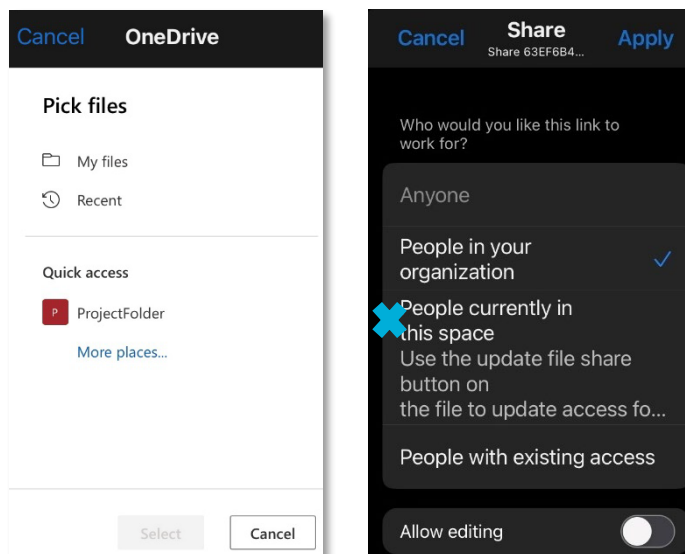 Cancel OneDrive
Pick files
My files
Recent
Quick access
P ProjectFolder
More places...
Select Cancel
Cancel Share Apply
Share 63EF6B4...
Who would you like this link to
work for?
Anyone
People in your
organization
People currently in
this space
Use the update file share
button on
the file to update access fo...
People with existing access
Allow editing